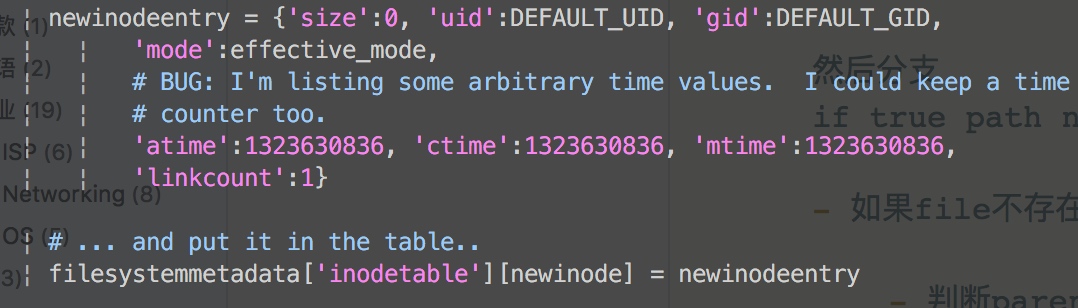 newinodeentry = {'size':0, 'uid':DEFAULT_UID, 'gid':DEFAULT_GID,
'mode':effective_mode,
# BUG: I'm listing some arbitrary time values.  I could keep a time
# counter too.
'atime':1323630836, 'ctime':1323630836, 'mtime':1323630836,
'linkcount':1}
# ... and put it in the table..
filesystemmetadata['inodetable'][newinode] = newinodeentry
款 (1)
语 (2)
业 (19)
ISP (6)
Networking (8)
OS (5)
3)
然后分支
if true path n
- 如果file不存在
- 判断pare